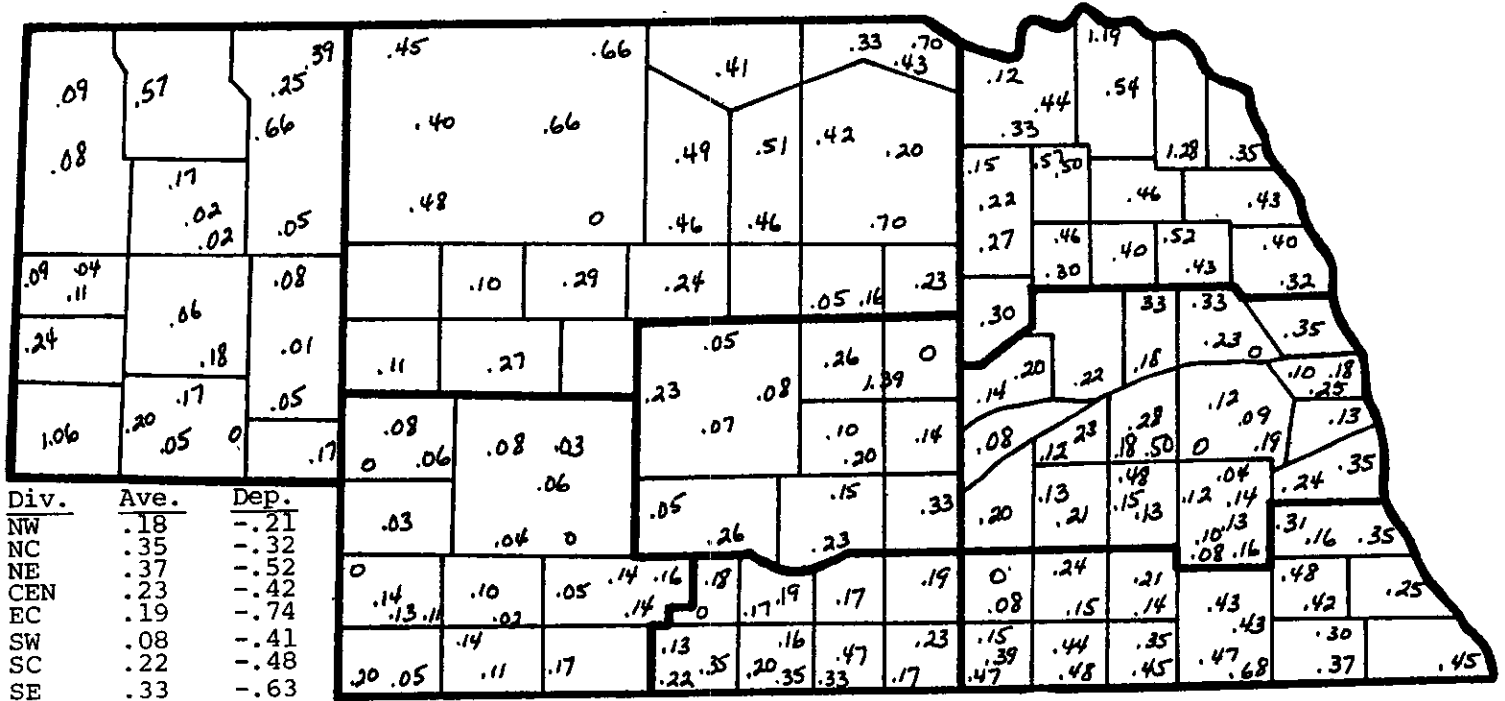 .45 .66 .33 .70
.39 .41 .43 1.19
.09 .57 .25 .12 .54
.66 .40 .66 .44
.08 .49 .51 .42 .20 .33 1.28 .35
.17 .15 .57 .50
.02 .48 0 .22 .46 .43
.02 .05 .46 .46 .70 .27 .46 .40 .52 .40
.09 .04 .08 .10 .29 .24 .23 .30 .43 .32
.11 .05 .16
.06 .30 33 .33 .35
.24 .18 .01 .11 .27 .05 .26 0 .18 .23 0
.23 .08 1.39 .14 .20 .22 .10 .18
.17 .05 .07 .12 .09 .25
1.06 .20 .05 0 .17 .08 .08 .03 .10 .14 .08 .12 23 .28 .19 .13
0 .06 .06 .20 .18 .50 0 .35
.03 .04 0 .05 .15 .33 .20 .13 .48 .04 .24
.26 .23 .21 .15 .13 .12 .14
.10 .13 .31 .16 .35
.08 .16
0 .14 .16 .18 .19 .19 0 .24 .21 .48 .25
.14 .10 .05 .14 0 .17 .17 .08 .15 .14 .43 .42
.13 .11 .02
.14 .13 .16 .23 .15 .44 .35 .43 .30
.20 .05 .11 .17 .22 .35 .20 .35 .47 .33 .17 .39 .47 .48 .45 .47 .68 .37 .45
Div. Ave. Dep.
NW .18 -.21
NC .35 -.32
NE .37 -.52
CEN .23 -.42
EC .19 -.74
SW .08 -.41
SC .22 -.48
SE .33 -.63